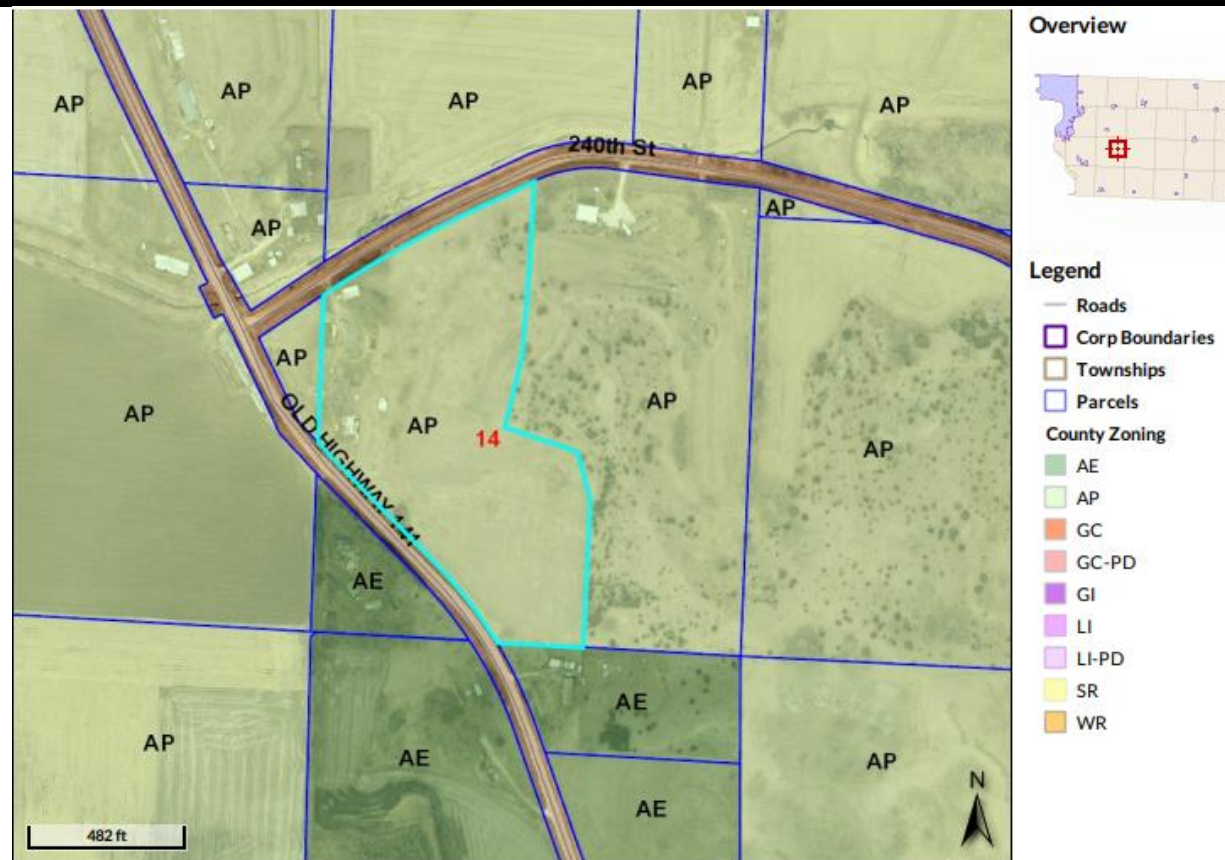 AP
AP
AP
AP
AP
240th St
AP
AP
AP
AP
AP
OLD HIGHWAY 141
AP
14
AP
AE
AE
AP
AE
AP
AE
482 ft
N
Overview
Legend
Roads
Corp Boundaries
Townships
Parcels
County Zoning
AE
AP
GC
GC-PD
GI
LI
LI-PD
SR
WR